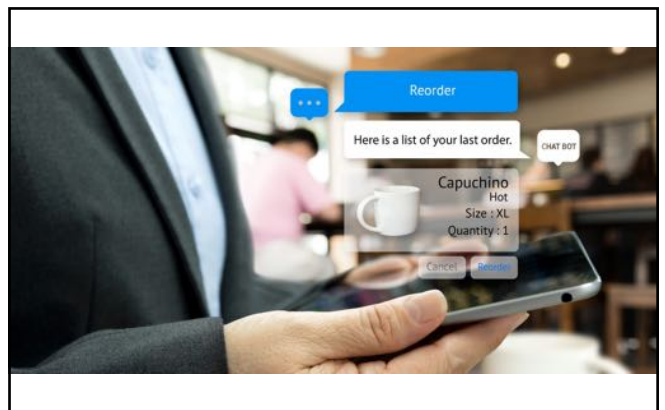 Reorder
Here is a list of your last order.
CHAT BOT
Capuchino
Hot
Size : XL
Quantity : 1
Cancel
Reorder